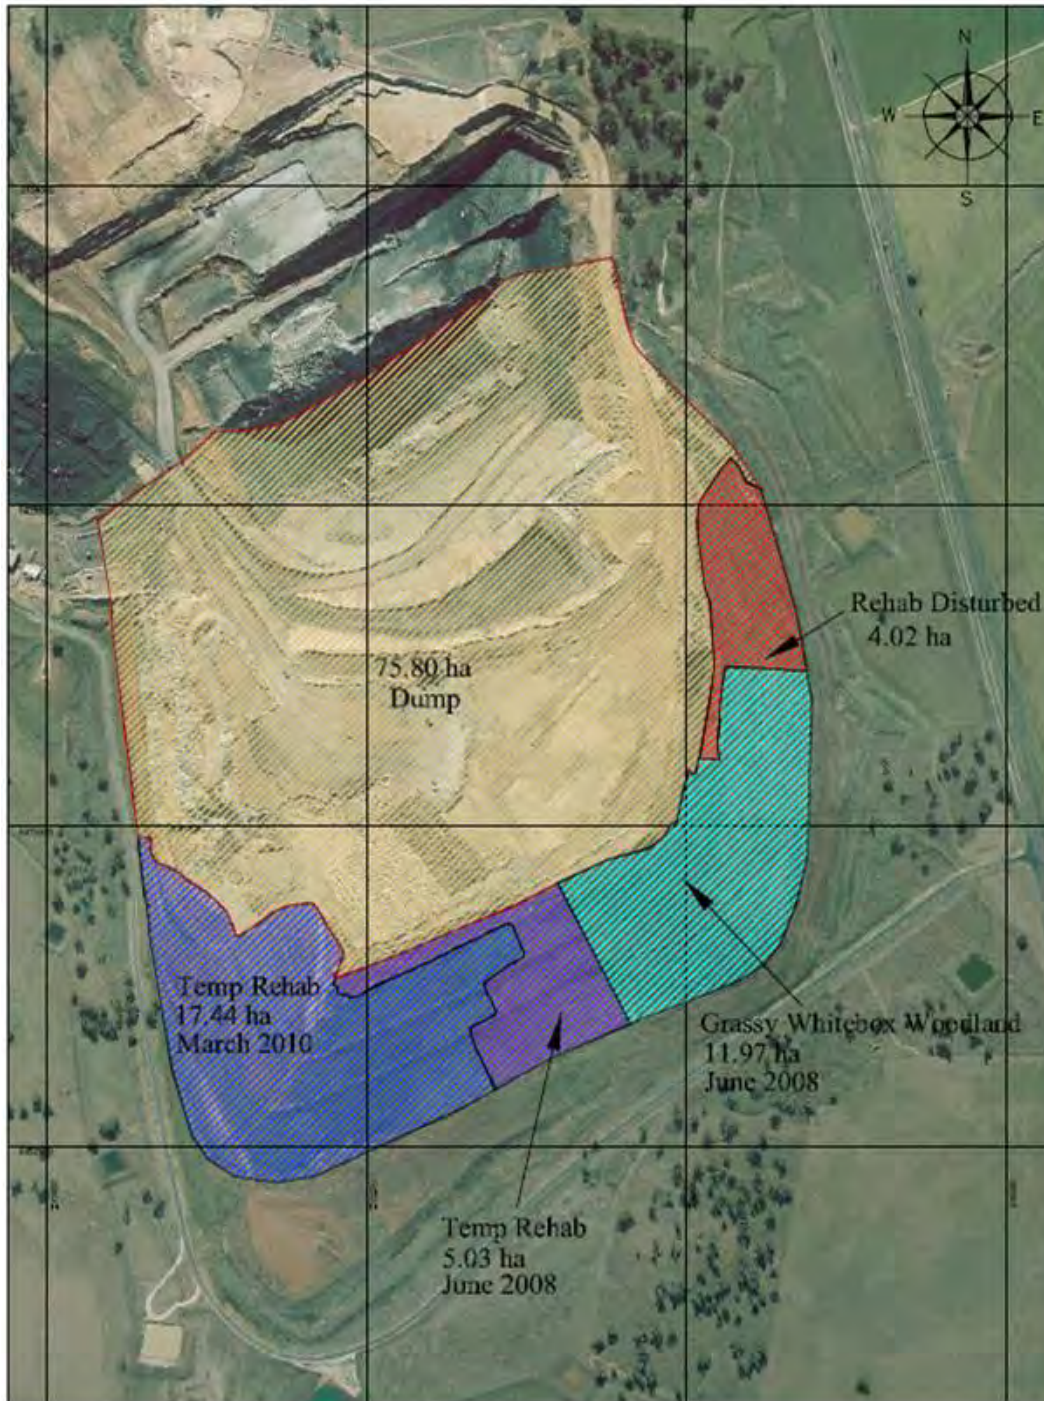 N
W
E
S
Rehab Disturbed
4.02 ha
75.80 ha
Dump
Temp Rehab
17.44 ha
March 2010
Grassy Whitebox Woodland
11.97 ha
June 2008
Temp Rehab
5.03 ha
June 2008